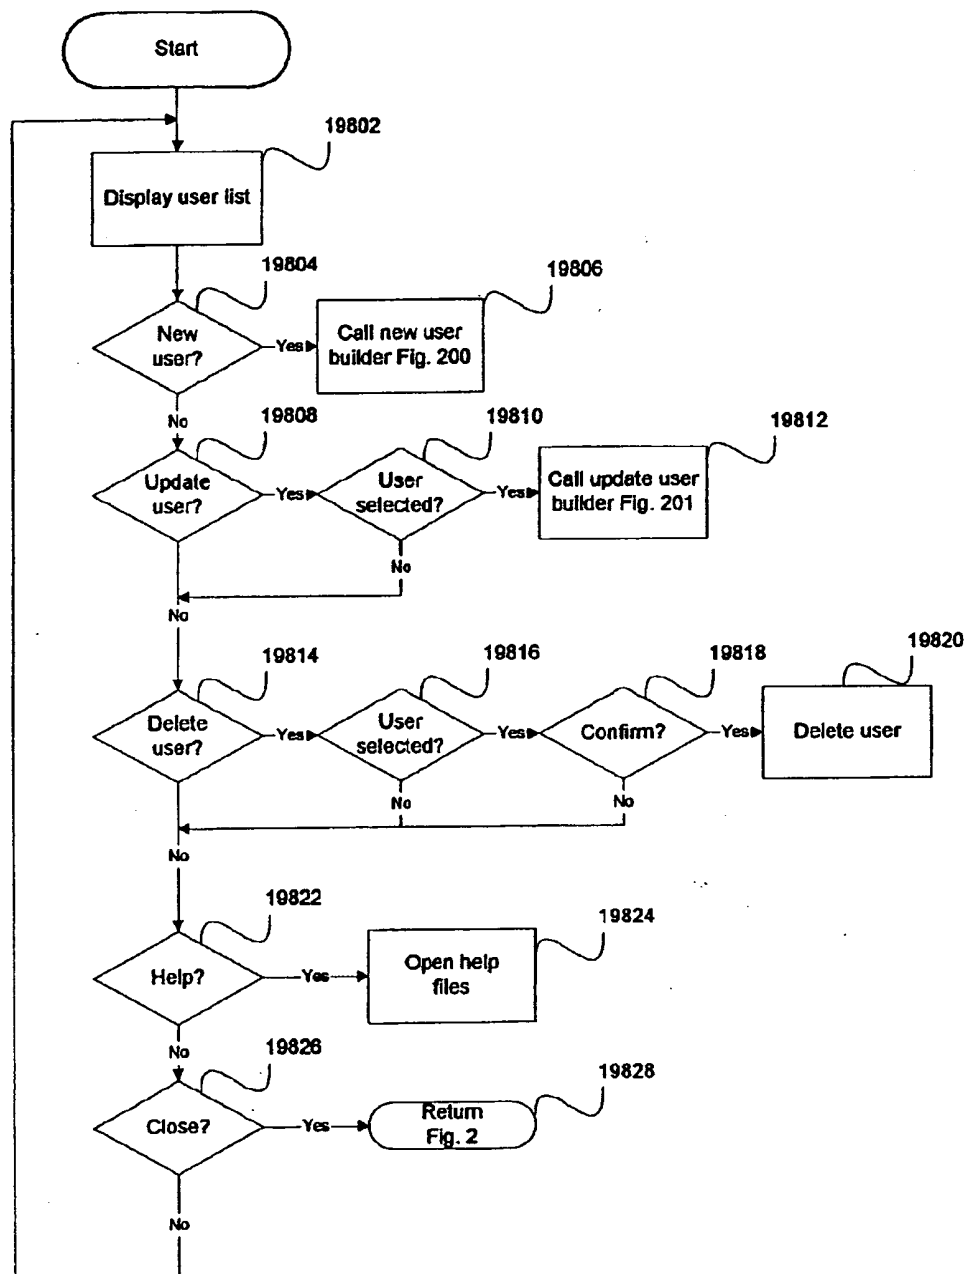 Start
19802
Display user list
19804
19806
New
user?
Yes
Call new user
builder Fig. 200
No
19808
19810
19812
Update
user?
Yes
User
selected?
Yes
Call update user
builder Fig. 201
No
No
19814
19816
19818
19820
Delete
user?
Yes
User
selected?
Yes
Confirm?
Yes
Delete user
No
No
No
19822
19824
Help?
Yes
Open help
files
No
19826
19828
Close?
Yes
Return
Fig. 2
No